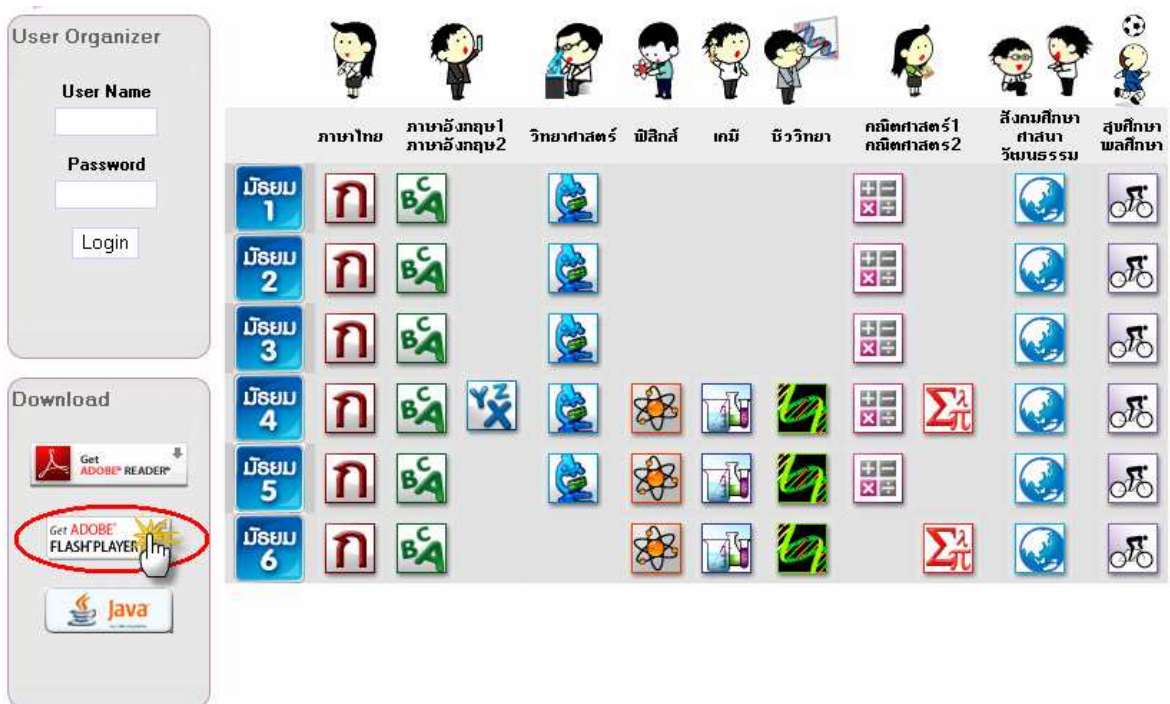 User Organizer
User Name
Password
Login
Download
Get
ADOBE® READER®
Get ADOBE®
FLASH® PLAYER
Java
ภาษาไทย
ภาษาอังกฤษ1
ภาษาอังกฤษ2
วิทยาศาสตร์
ฟิสิกส์
เคมี
ชีววิทยา
คณิตศาสตร์1
คณิตศาสตร2
สังคมศึกษา
ศาสนา
วัฒนธรรม
สุขศึกษา
พลศึกษา
มัธยม
1
ก
B C A
+ − × ÷
มัธยม
2
ก
B C A
+ − × ÷
มัธยม
3
ก
B C A
+ − × ÷
มัธยม
4
ก
B C A
Y Z X
+ − × ÷
Σ λ π
มัธยม
5
ก
B C A
+ − × ÷
มัธยม
6
ก
B C A
Σ λ π